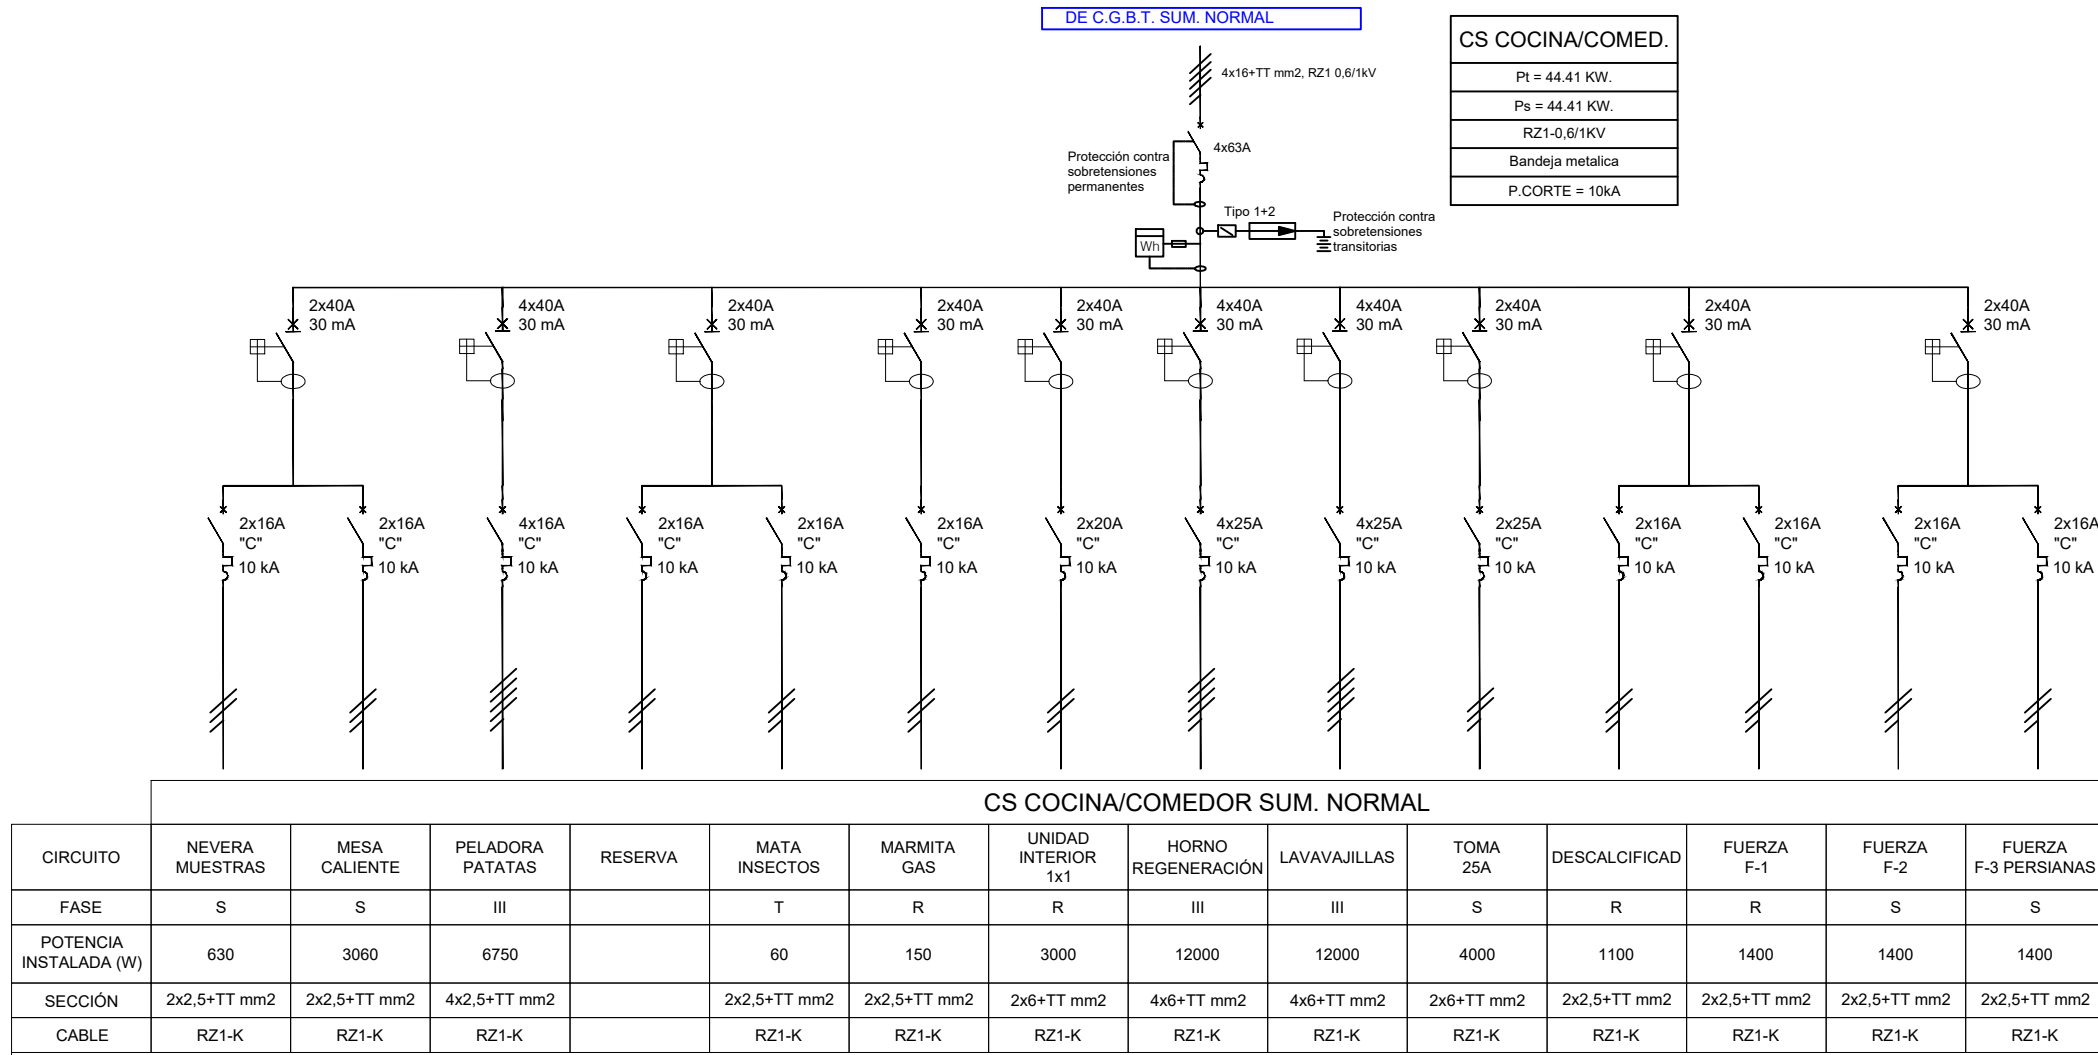 DE C.G.B.T. SUM. NORMAL
CS COCINA/COMED.
Pt = 44.41 KW.
Ps = 44.41 KW.
RZ1-0,6/1KV
Bandeja metalica
P.CORTE = 10kA
4x16+TT mm2, RZ1 0,6/1kV
4x63A
Protección contra
sobretensiones
permanentes
Tipo 1+2
Protección contra
sobretensiones
transitorias
Wh
2x40A 4x40A 2x40A 2x40A 2x40A 4x40A 4x40A 2x40A 2x40A 2x40A
30 mA 30 mA 30 mA 30 mA 30 mA 30 mA 30 mA 30 mA 30 mA 30 mA
2x16A 2x16A 4x16A 2x16A 2x16A 2x16A 2x20A 4x25A 4x25A 2x25A 2x16A 2x16A 2x16A 2x16A
"C" "C" "C" "C" "C" "C" "C" "C" "C" "C" "C" "C" "C" "C"
10 kA 10 kA 10 kA 10 kA 10 kA 10 kA 10 kA 10 kA 10 kA 10 kA 10 kA 10 kA 10 kA 10 kA
CS COCINA/COMEDOR SUM. NORMAL
CIRCUITO NEVERA MUESTRAS MESA CALIENTE PELADORA PATATAS RESERVA MATA INSECTOS MARMITA GAS UNIDAD INTERIOR 1x1 HORNO REGENERACIÓN LAVAVAJILLAS TOMA 25A DESCALCIFICAD FUERZA F-1 FUERZA F-2 FUERZA F-3 PERSIANAS
FASE S S III T R R III III S R R S S
POTENCIA INSTALADA (W) 630 3060 6750 60 150 3000 12000 12000 4000 1100 1400 1400 1400
SECCIÓN 2x2,5+TT mm2 2x2,5+TT mm2 4x2,5+TT mm2 2x2,5+TT mm2 2x2,5+TT mm2 2x6+TT mm2 4x6+TT mm2 4x6+TT mm2 2x6+TT mm2 2x2,5+TT mm2 2x2,5+TT mm2 2x2,5+TT mm2 2x2,5+TT mm2
CABLE RZ1-K RZ1-K RZ1-K RZ1-K RZ1-K RZ1-K RZ1-K RZ1-K RZ1-K RZ1-K RZ1-K RZ1-K RZ1-K